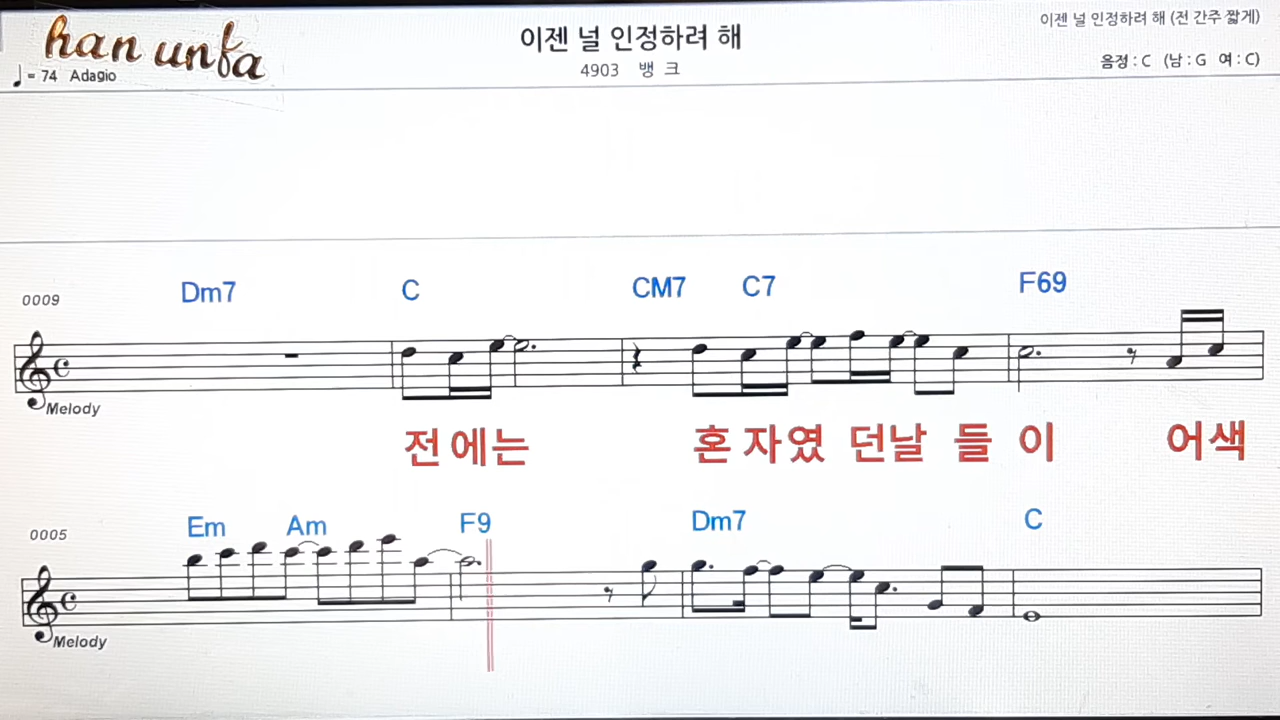 han unfa
♩= 74 Adagio
이젠 널 인정하려 해
4903 뱅 크
이젠 널 인정하려 해 (전 간주 짧게)
음정 : C (남 : G 여 : C)
0009
Dm7 C CM7 C7 F69
Melody
전 에 는 혼 자 였 던 날 들 이 어 색
0005
Em Am F9 Dm7 C
Melody